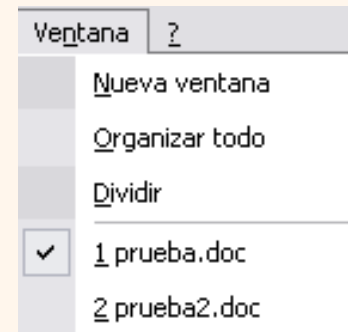 Ventana ?
Nueva ventana
Organizar todo
Dividir
1 prueba.doc
2 prueba2.doc